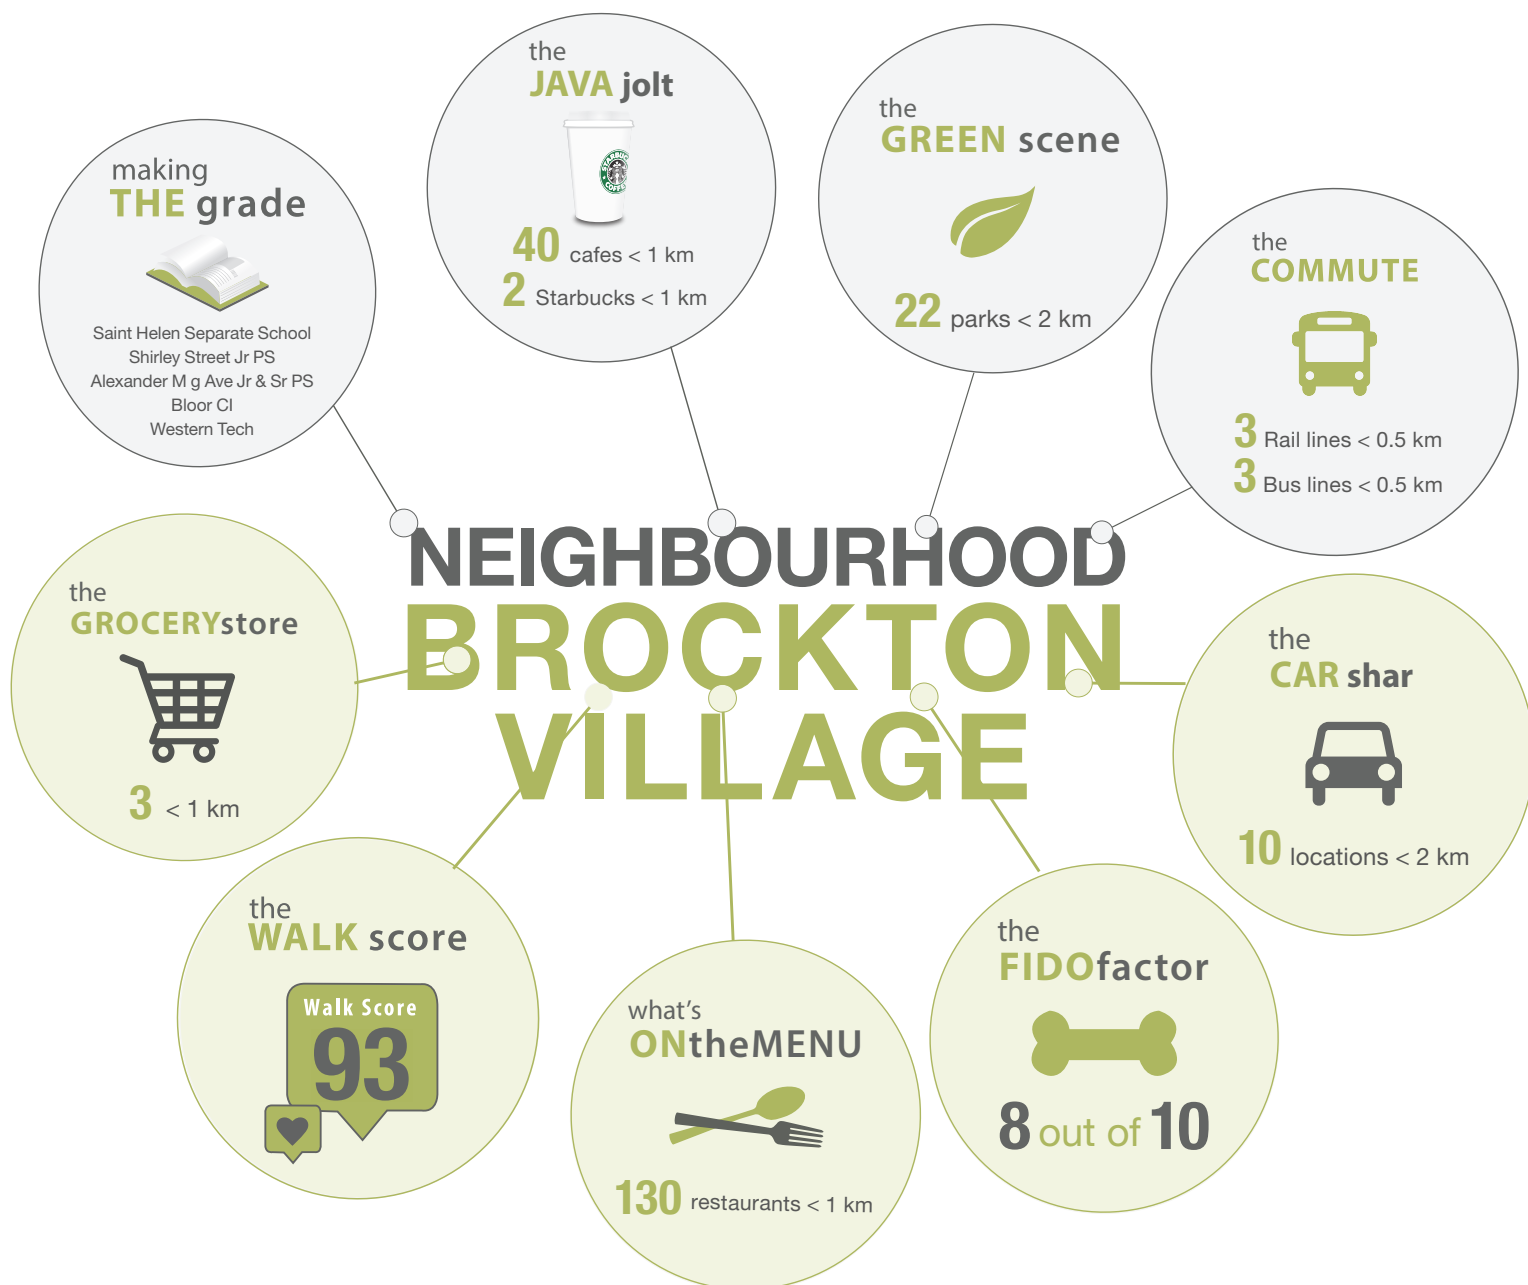 the
JAVA jolt
STARBUCKS
COFFEE
40 cafes < 1 km
2 Starbucks < 1 km
the
GREEN scene
22 parks < 2 km
making
THE grade
Saint Helen Separate School
Shirley Street Jr PS
Alexander M g Ave Jr & Sr PS
Bloor CI
Western Tech
the
COMMUTE
3 Rail lines < 0.5 km
3 Bus lines < 0.5 km
NEIGHBOURHOOD
BROCKTON
VILLAGE
the
GROCERYstore
3 < 1 km
the
CAR shar
10 locations < 2 km
the
WALK score
Walk Score
93
what's
ONtheMENU
130 restaurants < 1 km
the
FIDOfactor
8 out of 10